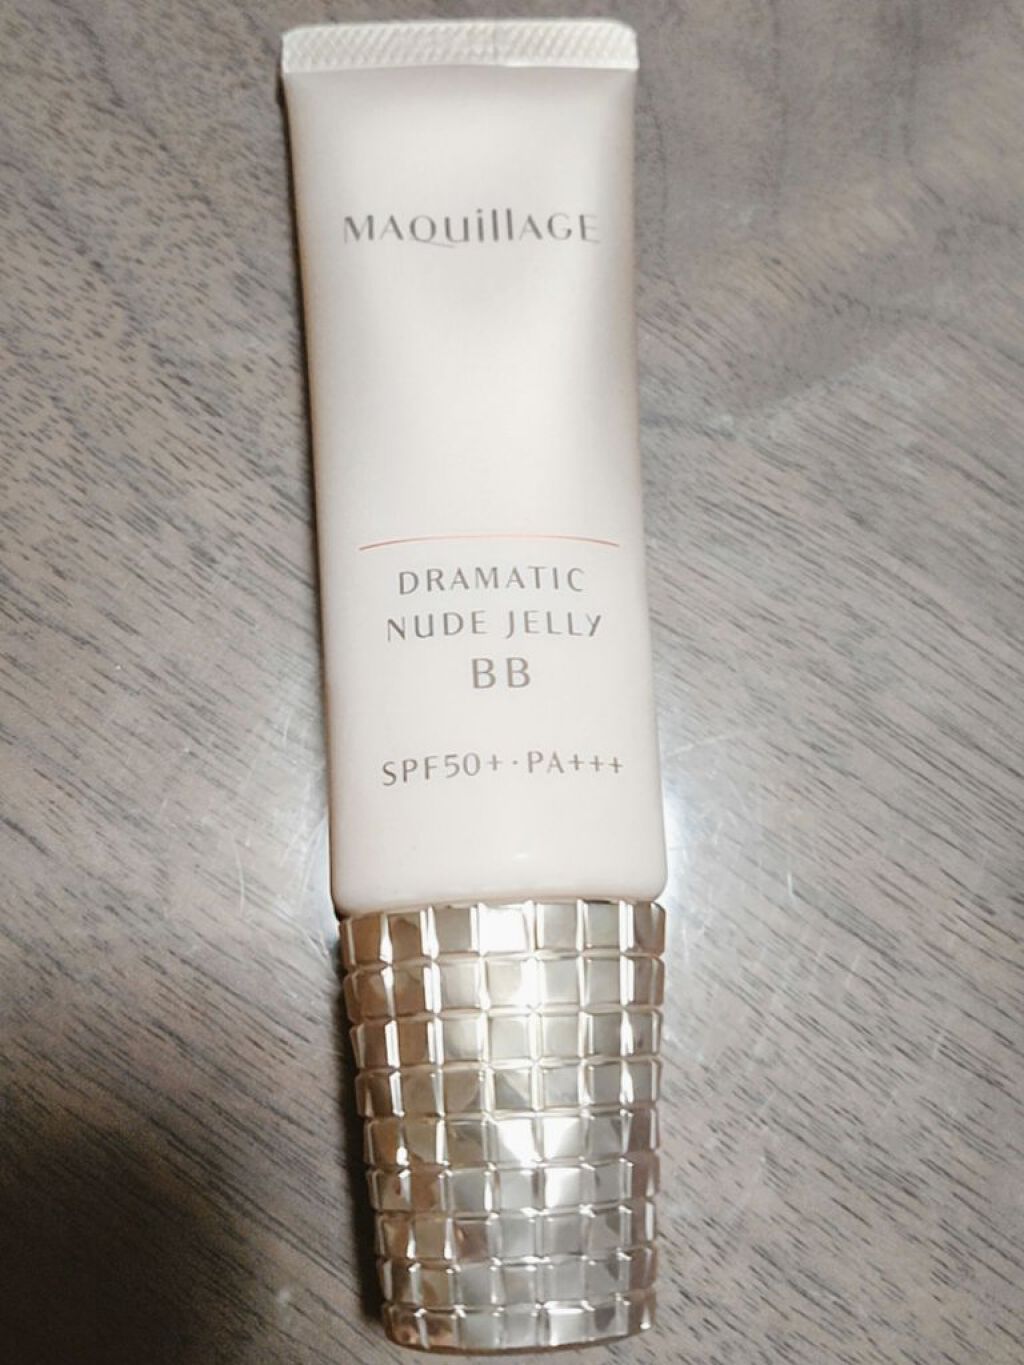 MAQuillAGE
DRAMATIC
NUDE JELLY
BB
SPF50+・PA+++